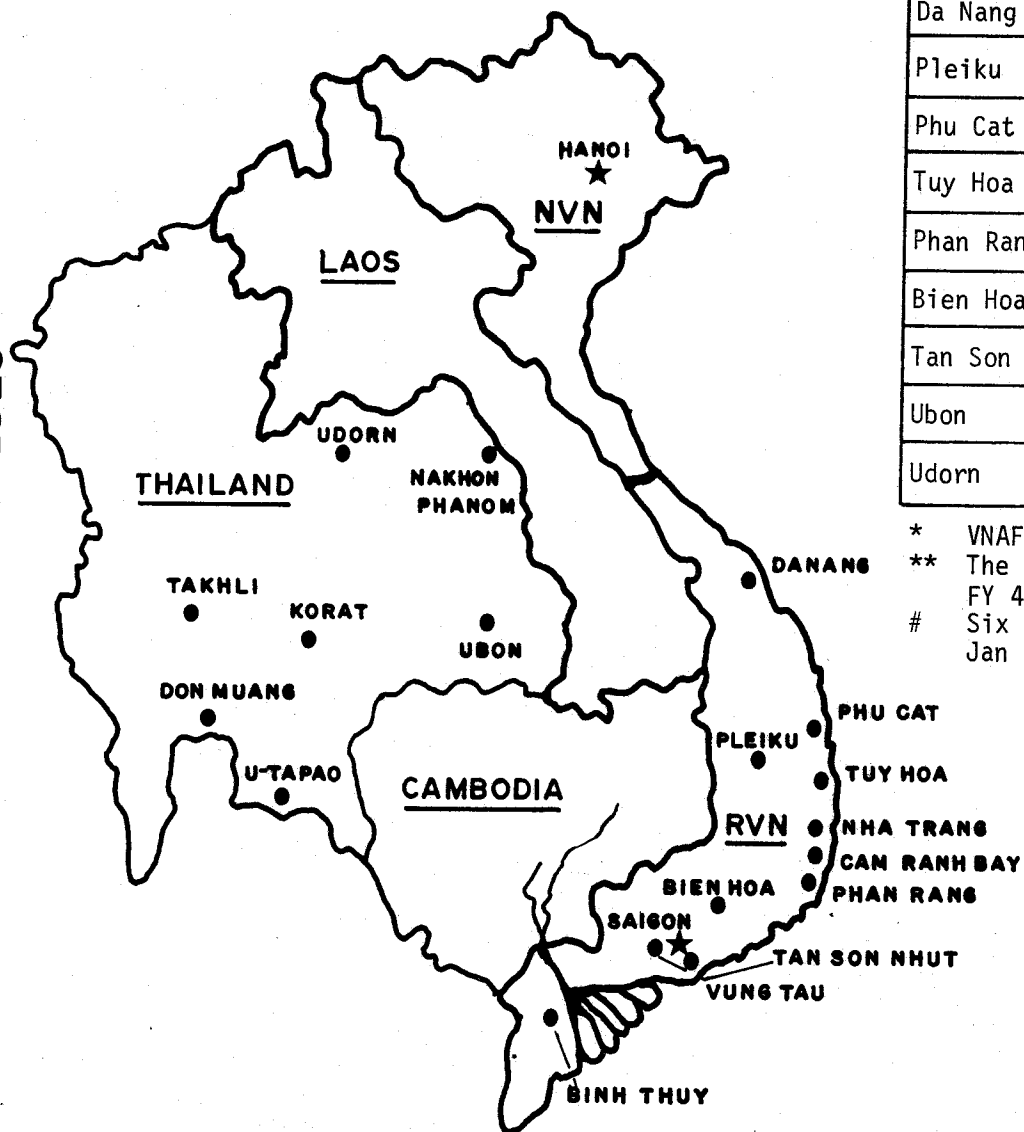 HANOI
NVN
LAOS
UDORN
NAKHON
PHANOM
THAILAND
TAKHLI
KORAT
UBON
DON MUANG
U-TAPAO
CAMBODIA
DANANG
PHU CAT
PLEIKU
TUY HOA
RVN
NHA TRANG
CAM RANH BAY
PHAN RANG
BIEN HOA
SAIGON
TAN SON NHUT
VUNG TAU
BINH THUY
Da Nang
Pleiku
Phu Cat
Tuy Hoa
Phan Ran
Bien Hoa
Tan Son
Ubon
Udorn
* VNAF
** The
FY 4
# Six
Jan